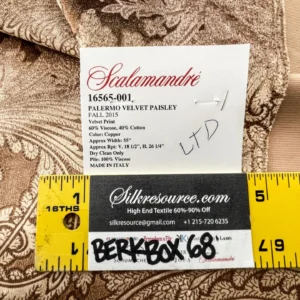 Scalamandré
16565-001
PALERMO VELVET PAISLEY
FALL 2015
Velvet Print
60% Viscose, 40% Cotton
Color: Copper
Approx Width: 55"
Approx Rpt: V. 18 1/2", H. 26 1/4"
Dry Clean Only
Pile: 100% Viscose
MADE IN ITALY
LTD
1
16THS
Silkresource.com
High End Textile 60%-90% Off
silkresource@gmail.com
+1 215-720 6235
BERKBOX 68
5
6
7